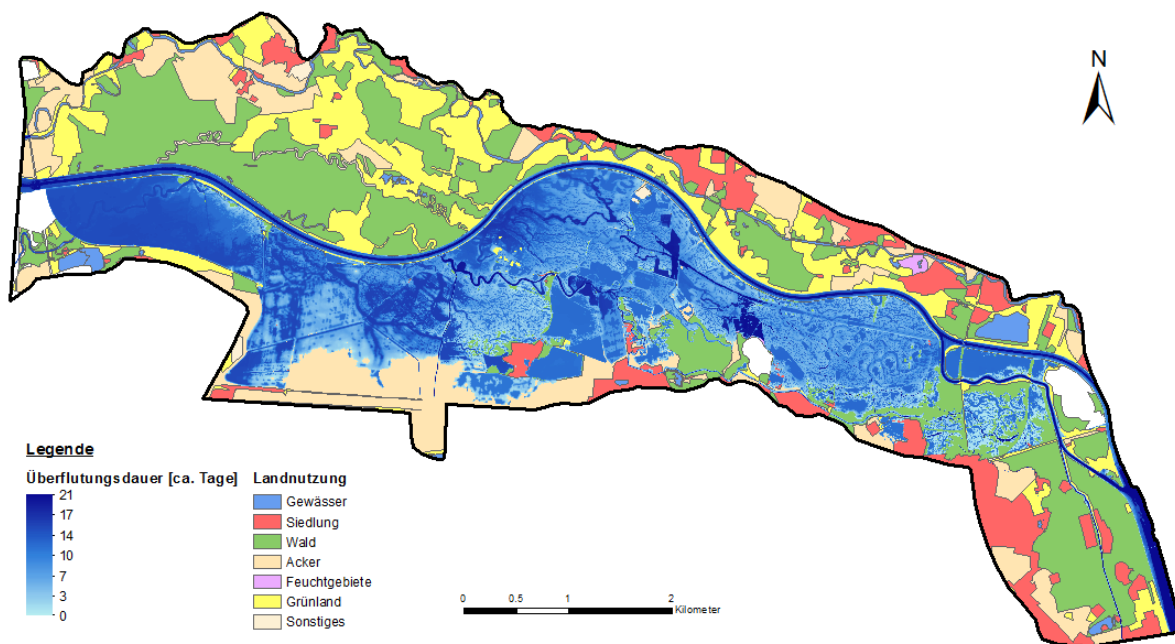 N
Legende
Überflutungsdauer [ca. Tage]
21
17
14
10
7
3
0
Landnutzung
Gewässer
Siedlung
Wald
Acker
Feuchtgebiete
Grünland
Sonstiges
0 0.5 1 2
Kilometer